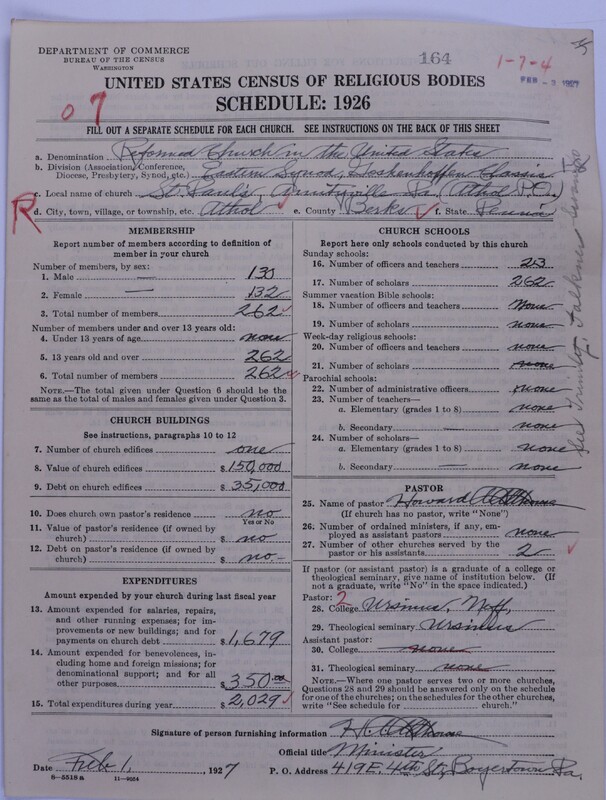 DEPARTMENT OF COMMERCE
BUREAU OF THE CENSUS
WASHINGTON
164
1-7-4
FEB - 3 1927
UNITED STATES CENSUS OF RELIGIOUS BODIES
SCHEDULE: 1926
07
FILL OUT A SEPARATE SCHEDULE FOR EACH CHURCH. SEE INSTRUCTIONS ON THE BACK OF THIS SHEET
a. Denomination Reformed Church in the United States
b. Division (Association, Conference, Diocese, Presbytery, Synod, etc.) Eastern Synod, Goshenhoppen Classis
c. Local name of church St. Paul's, Amityville Pa. (Athol P.O.)
R
d. City, town, village, or township, etc. Athol e. County Berks f. State Penna
MEMBERSHIP
Report number of members according to definition of
member in your church
Number of members, by sex:
1. Male 130
2. Female 132
3. Total number of members 262
Number of members under and over 13 years old:
4. Under 13 years of age none
5. 13 years old and over 262
6. Total number of members 262
NOTE.—The total given under Question 6 should be the
same as the total of males and females given under Question 3.
CHURCH BUILDINGS
See instructions, paragraphs 10 to 12
7. Number of church edifices one
8. Value of church edifices $ 150,000
9. Debt on church edifices $ 35,000
10. Does church own pastor's residence? no
Yes or No
11. Value of pastor's residence (if owned by
church) $ no
12. Debt on pastor's residence (if owned by
church) $ no
EXPENDITURES
Amount expended by your church during last fiscal year
13. Amount expended for salaries, repairs,
and other running expenses; for im-
provements or new buildings; and for
payments on church debt $ 1,679
14. Amount expended for benevolences, in-
cluding home and foreign missions; for
denominational support; and for all
other purposes $ 350.00
15. Total expenditures during year $ 2,029
CHURCH SCHOOLS
Report here only schools conducted by this church
Sunday schools:
16. Number of officers and teachers 23
17. Number of scholars 262
Summer vacation Bible schools:
18. Number of officers and teachers None
19. Number of scholars none
Week-day religious schools:
20. Number of officers and teachers none
21. Number of scholars none
Parochial schools:
22. Number of administrative officers none
23. Number of teachers—
a. Elementary (grades 1 to 8) none
b. Secondary none
24. Number of scholars—
a. Elementary (grades 1 to 8) none
b. Secondary none
PASTOR
25. Name of pastor Howard
(If church has no pastor, write "None")
26. Number of ordained ministers, if any, em-
ployed as assistant pastors none
27. Number of other churches served by the
pastor or his assistants 2
If pastor (or assistant pastor) is a graduate of a college or
theological seminary, give name of institution below. (If
not a graduate, write "No" in the space indicated.)
Pastor: 2
28. College Ursinus,
29. Theological seminary Ursinus
Assistant pastor:
30. College none
31. Theological seminary none
NOTE.—Where one pastor serves two or more churches,
Questions 28 and 29 should be answered only on the schedule
for one of the churches; on the schedules for the other churches,
write "See schedule for church."
See Trinity, Falkner
Signature of person furnishing information
Official title Minister
Date Feb 1, 1927
P. O. Address 419 E. 4th St, Boyertown Pa.
8-5518a 11-9554